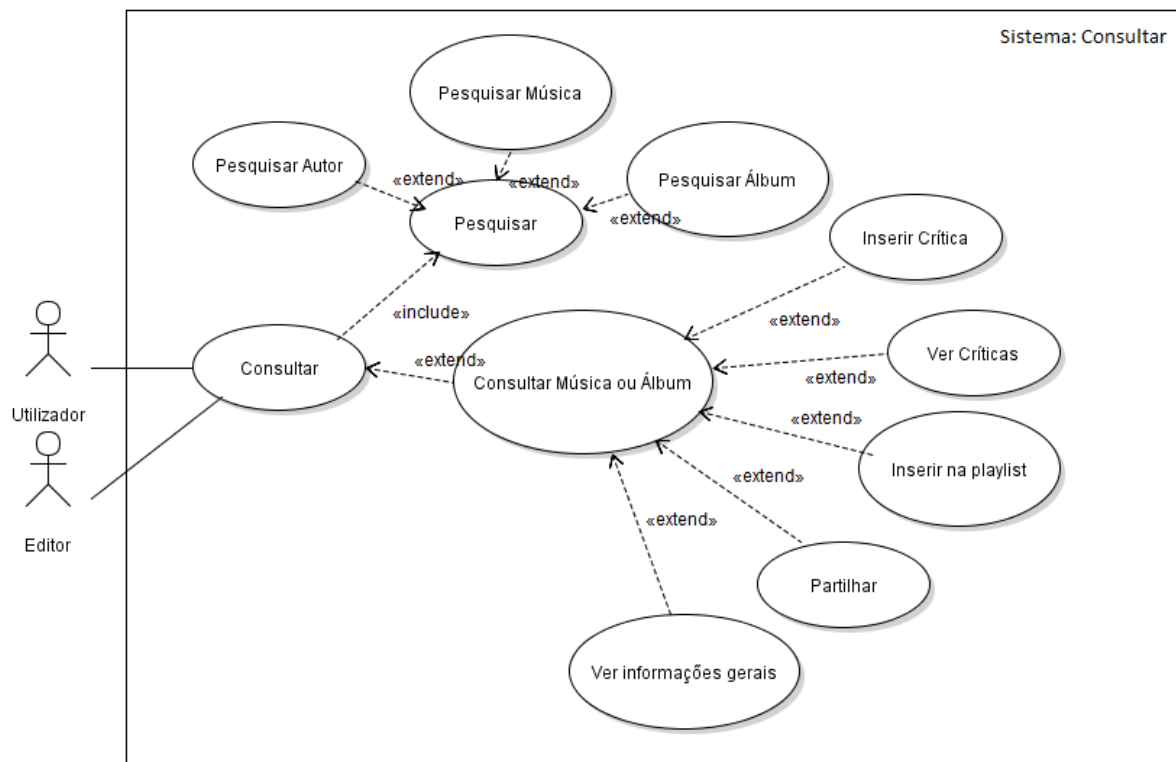 Sistema: Consultar
Pesquisar Música
Pesquisar Autor
Pesquisar Álbum
«extend»
«extend»
«extend»
Pesquisar
Inserir Crítica
«include»
«extend»
Ver Críticas
Consultar
«extend»
Consultar Música ou Álbum
«extend»
Utilizador
«extend»
Inserir na playlist
«extend»
«extend»
Editor
Partilhar
Ver informações gerais